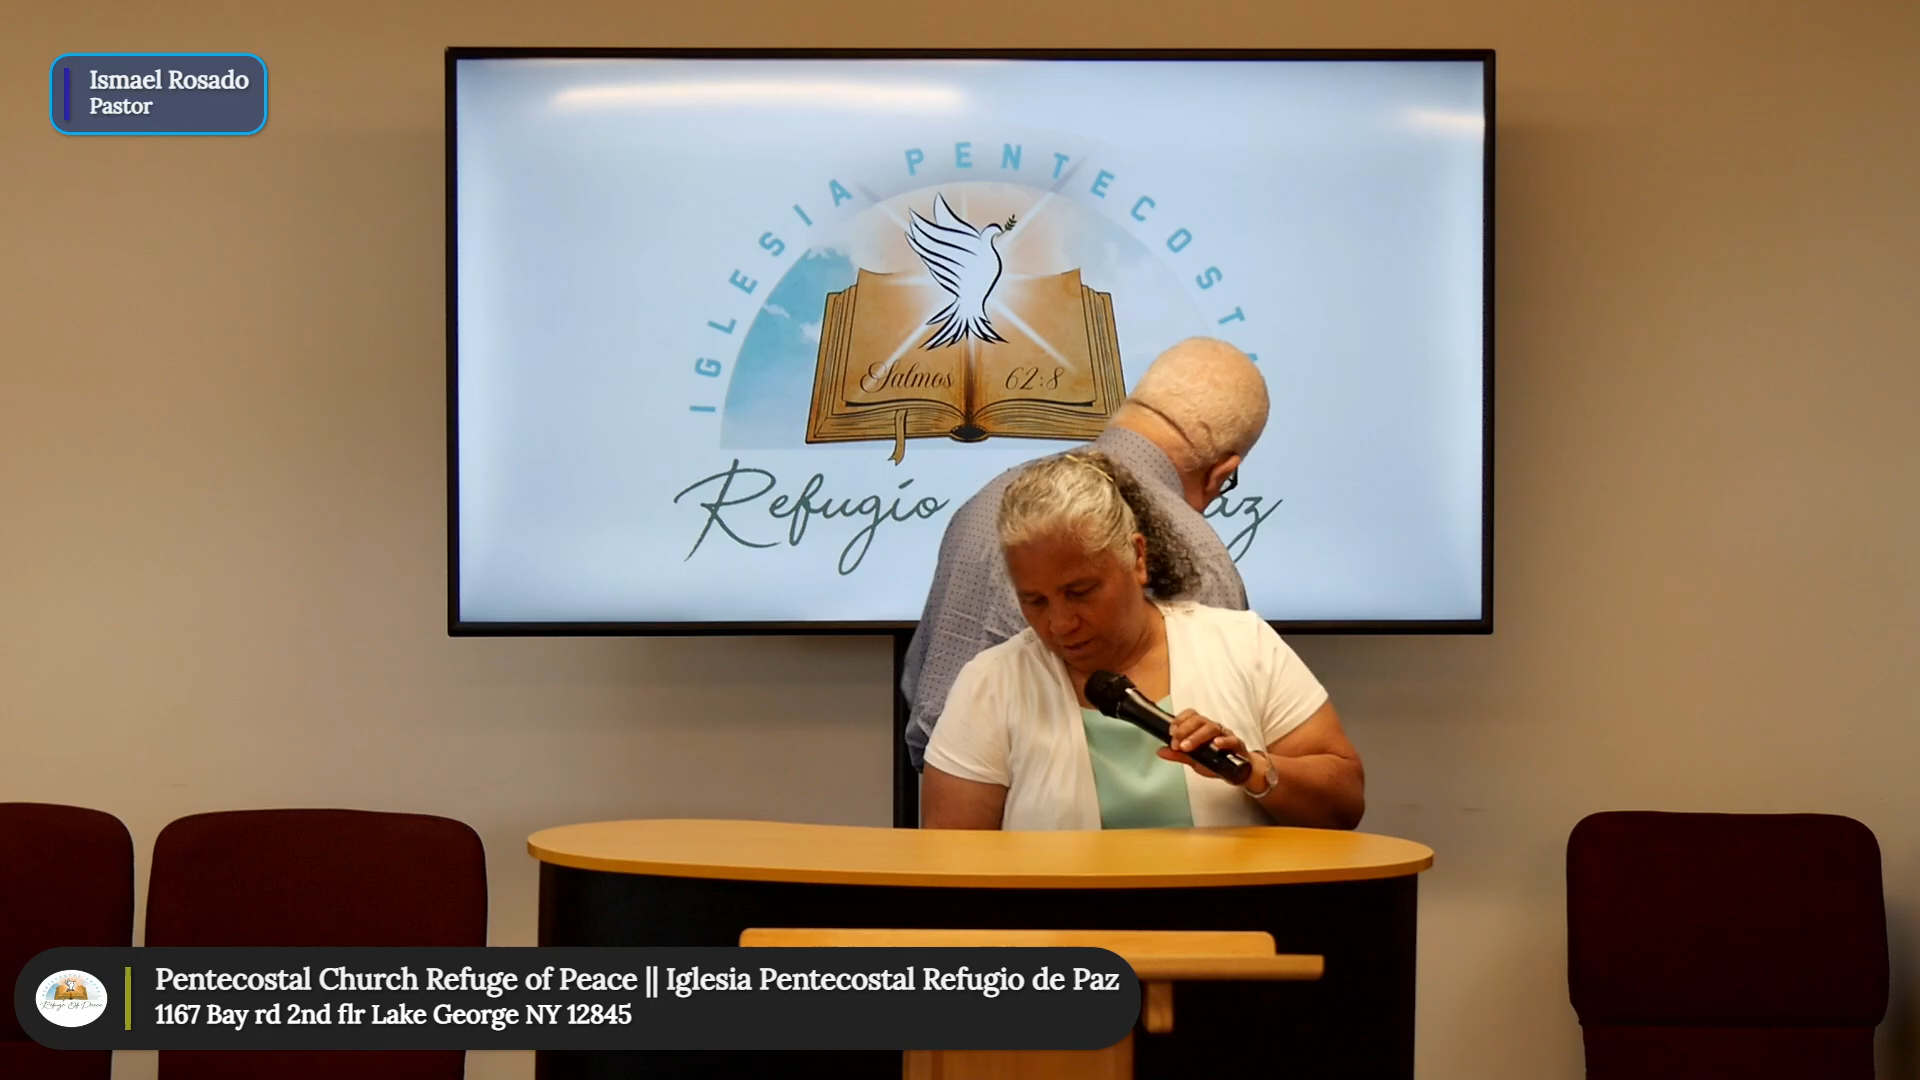 Ismael Rosado
Pastor
IGLESIA PENTECOST
Salmos 62:8
Refugio
Pentecostal Church Refuge of Peace || Iglesia Pentecostal Refugio de Paz
1167 Bay rd 2nd flr Lake George NY 12845